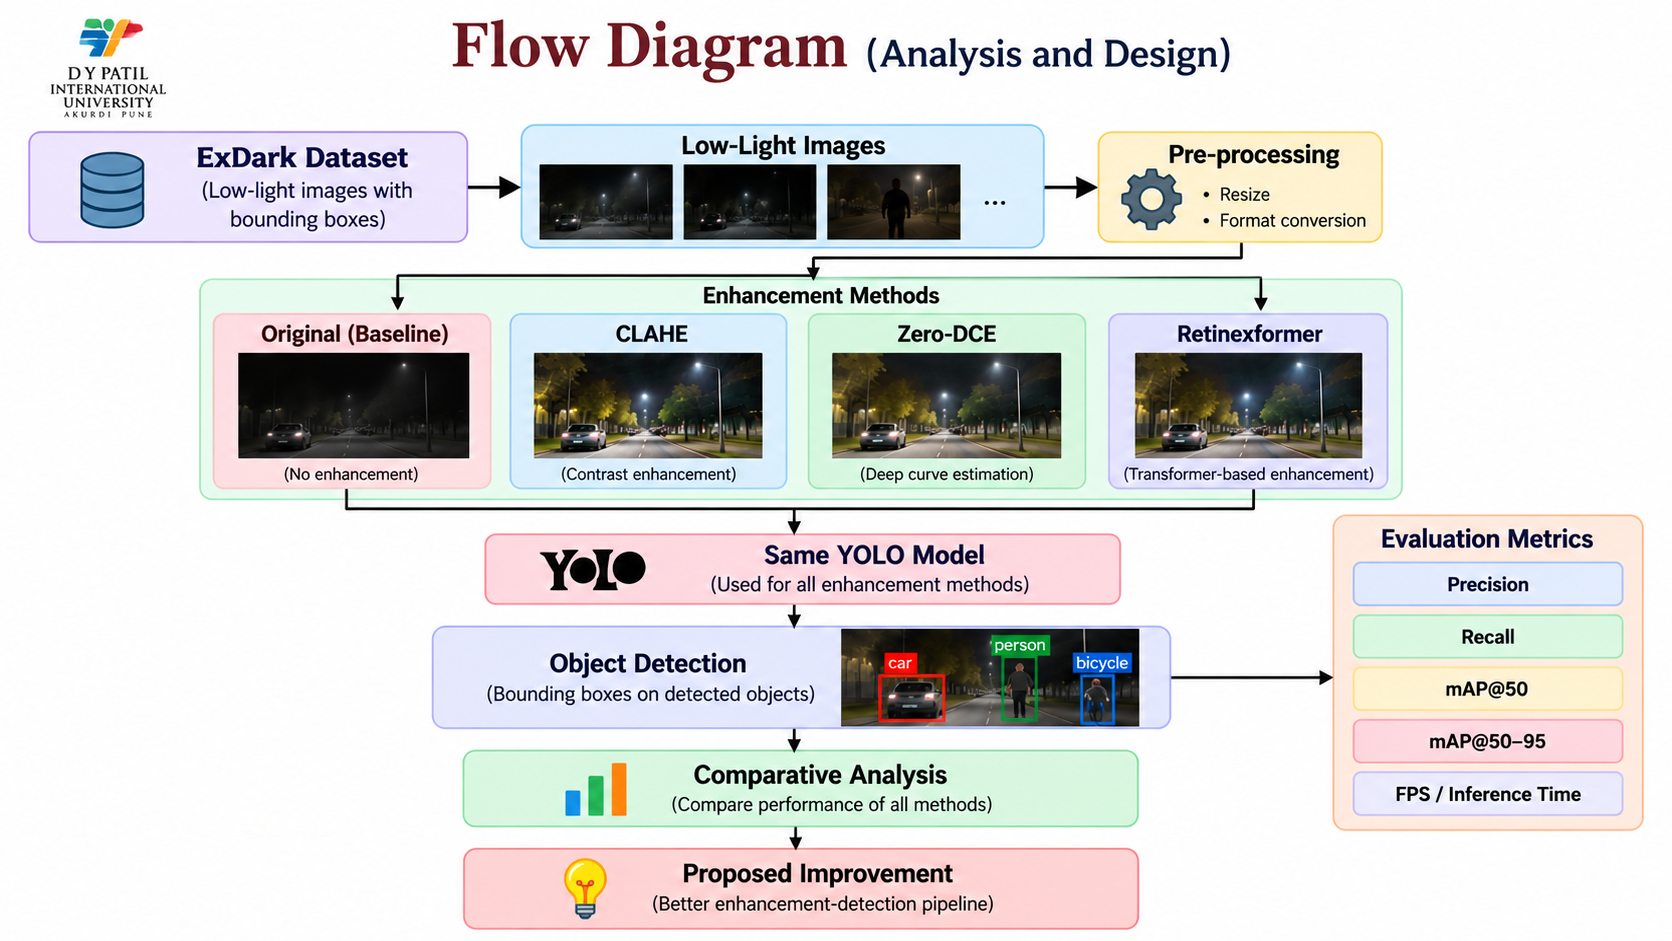 D Y PATIL
INTERNATIONAL
UNIVERSITY
AKURDI PUNE
Flow Diagram (Analysis and Design)
ExDark Dataset
(Low-light images with
bounding boxes)
Low-Light Images
...
Pre-processing
• Resize
• Format conversion
Enhancement Methods
Original (Baseline)
(No enhancement)
CLAHE
(Contrast enhancement)
Zero-DCE
(Deep curve estimation)
Retinexformer
(Transformer-based enhancement)
YOLO
Same YOLO Model
(Used for all enhancement methods)
Object Detection
(Bounding boxes on detected objects)
car
person
bicycle
Comparative Analysis
(Compare performance of all methods)
Proposed Improvement
(Better enhancement-detection pipeline)
Evaluation Metrics
Precision
Recall
mAP@50
mAP@50–95
FPS / Inference Time